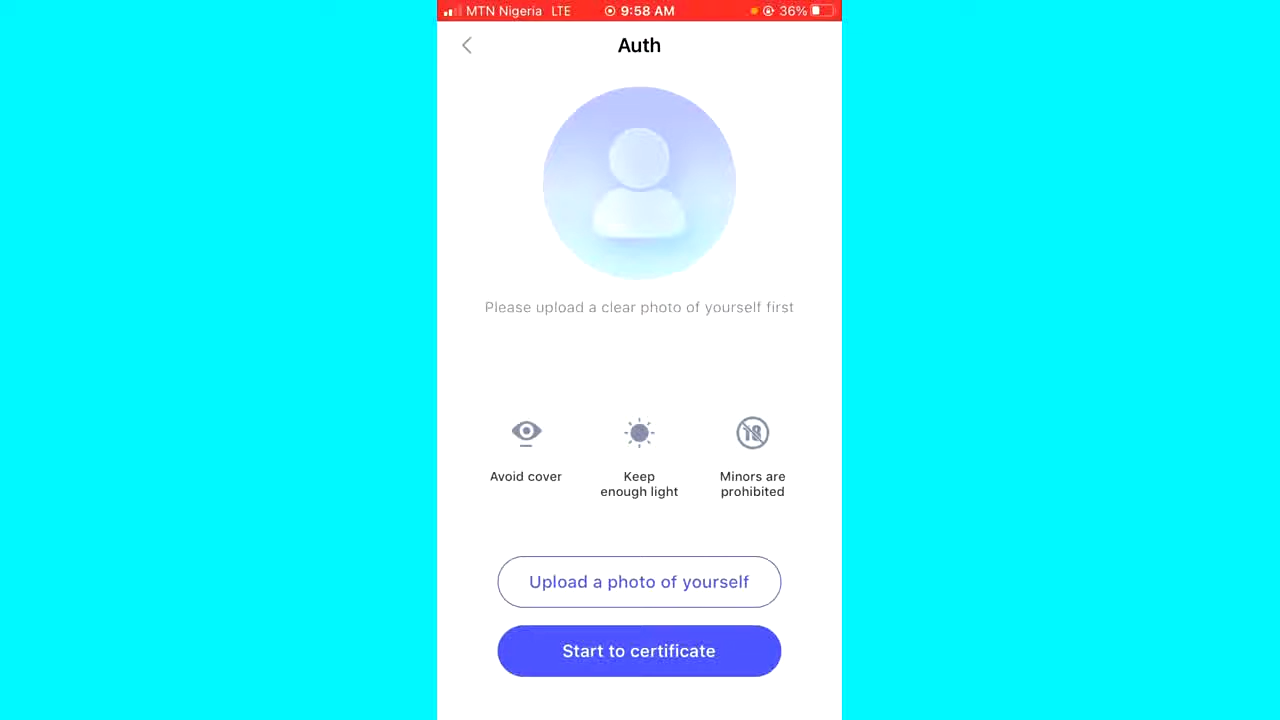 MTN Nigeria LTE 9:58 AM 36%
Auth
Please upload a clear photo of yourself first
18
Avoid cover
Keep
enough light
Minors are
prohibited
Upload a photo of yourself
Start to certificate